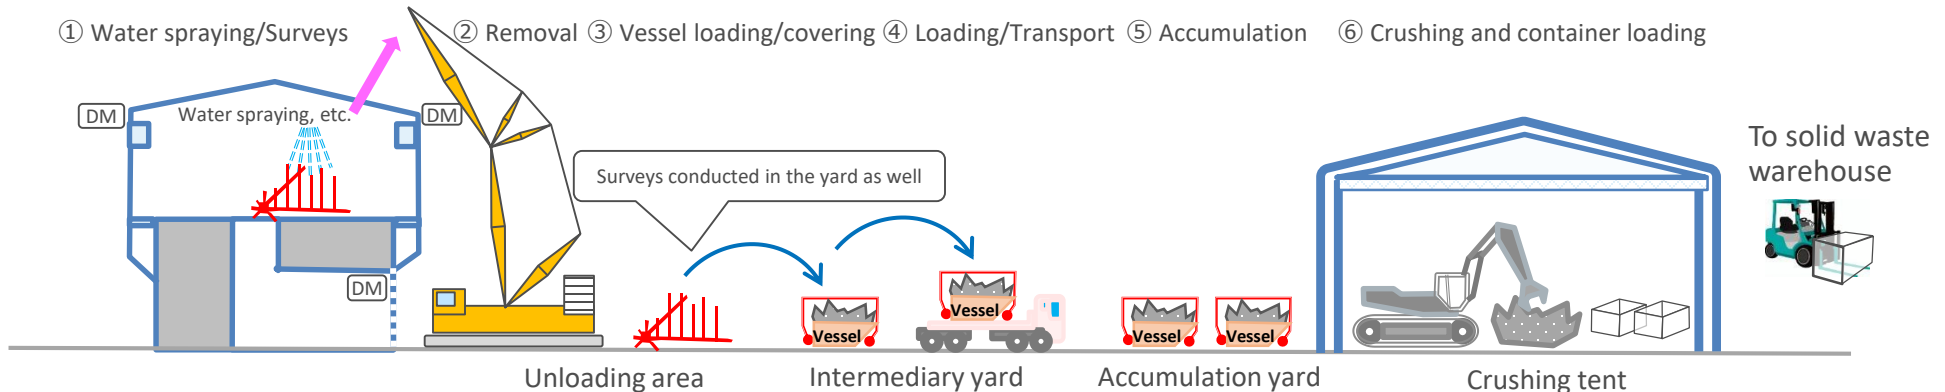 ① Water spraying/Surveys
② Removal
③ Vessel loading/covering
④ Loading/Transport
⑤ Accumulation
⑥ Crushing and container loading
DM
Water spraying, etc.
DM
DM
Surveys conducted in the yard as well
Vessel
Vessel
Vessel
Vessel
To solid waste
warehouse
Unloading area
Intermediary yard
Accumulation yard
Crushing tent